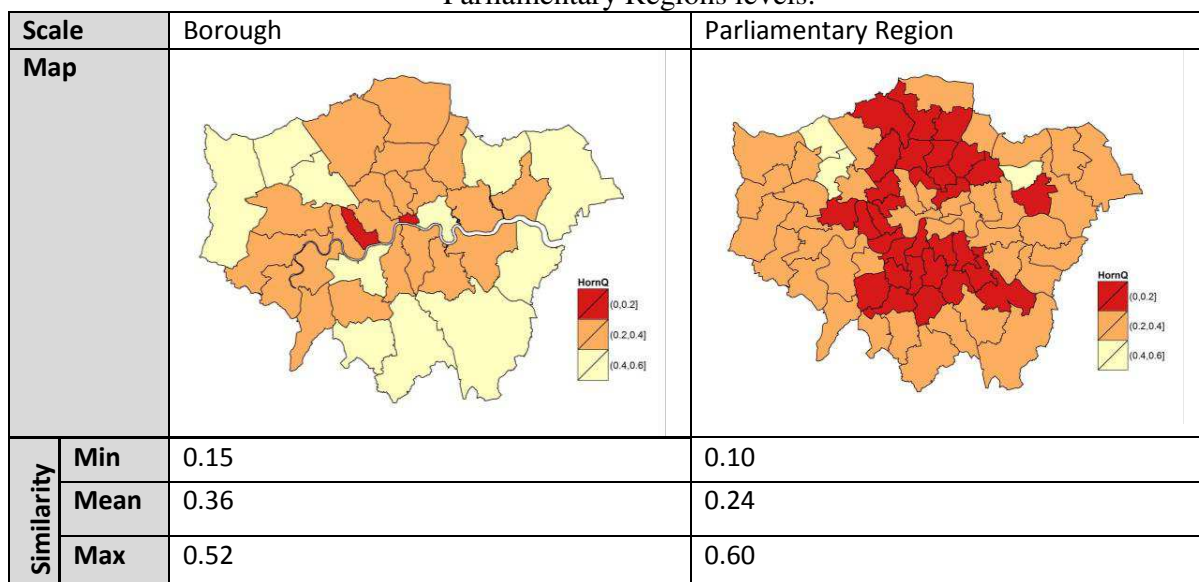 Parliamentary Regions levels.
Scale Borough Parliamentary Region
Map
HornQ
(0,0.2]
(0.2,0.4]
(0.4,0.6]
HornQ
(0,0.2]
(0.2,0.4]
(0.4,0.6]
Similarity
Min 0.15 0.10
Mean 0.36 0.24
Max 0.52 0.60